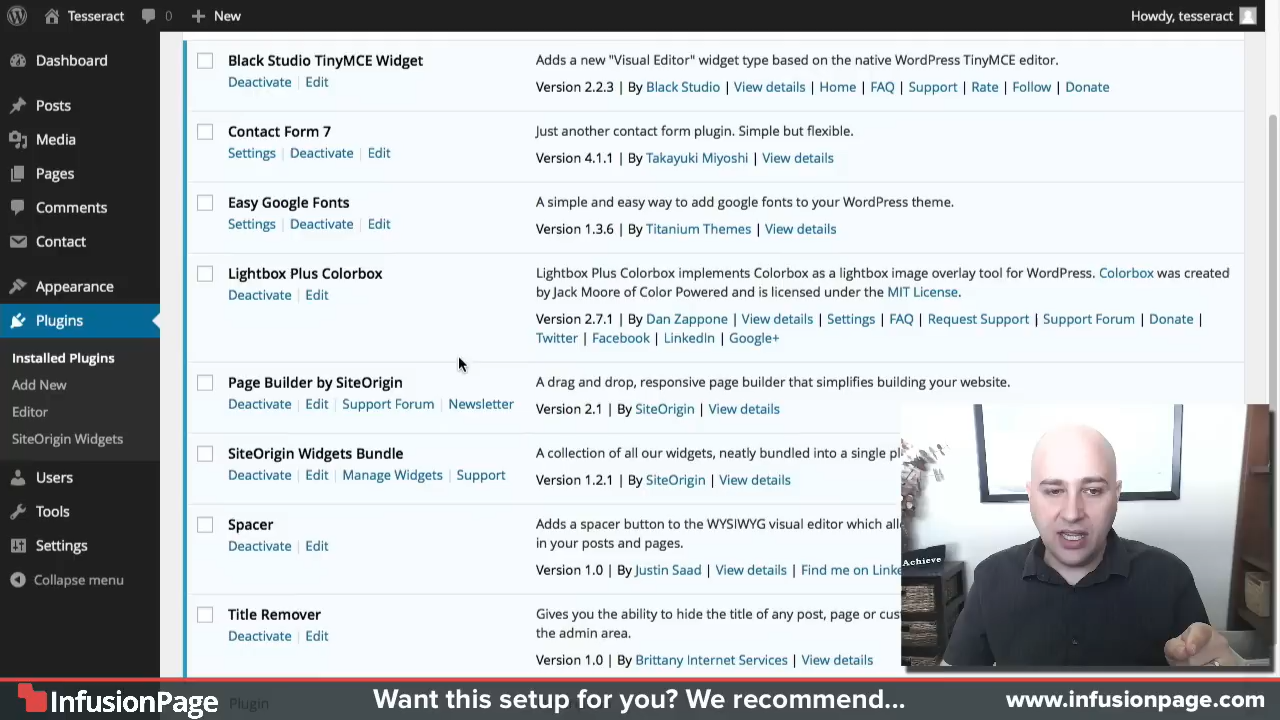 Tesseract 0 New Howdy, tesseract
Dashboard
Posts
Media
Pages
Comments
Contact
Appearance
Plugins
Installed Plugins
Add New
Editor
SiteOrigin Widgets
Users
Tools
Settings
Collapse menu
Black Studio TinyMCE Widget
Deactivate | Edit
Adds a new "Visual Editor" widget type based on the native WordPress TinyMCE editor.
Version 2.2.3 | By Black Studio | View details | Home | FAQ | Support | Rate | Follow | Donate
Contact Form 7
Settings | Deactivate | Edit
Just another contact form plugin. Simple but flexible.
Version 4.1.1 | By Takayuki Miyoshi | View details
Easy Google Fonts
Settings | Deactivate | Edit
A simple and easy way to add google fonts to your WordPress theme.
Version 1.3.6 | By Titanium Themes | View details
Lightbox Plus Colorbox
Deactivate | Edit
Lightbox Plus Colorbox implements Colorbox as a lightbox image overlay tool for WordPress. Colorbox was created
by Jack Moore of Color Powered and is licensed under the MIT License.
Version 2.7.1 | By Dan Zappone | View details | Settings | FAQ | Request Support | Support Forum | Donate |
Twitter | Facebook | LinkedIn | Google+
Page Builder by SiteOrigin
Deactivate | Edit | Support Forum | Newsletter
A drag and drop, responsive page builder that simplifies building your website.
Version 2.1 | By SiteOrigin | View details
SiteOrigin Widgets Bundle
Deactivate | Edit | Manage Widgets | Support
A collection of all our widgets, neatly bundled into a single pl
Version 1.2.1 | By SiteOrigin | View details
Spacer
Deactivate | Edit
Adds a spacer button to the WYSIWYG visual editor which all
in your posts and pages.
Version 1.0 | By Justin Saad | View details | Find me on Linke
Title Remover
Deactivate | Edit
Gives you the ability to hide the title of any post, page or cus
the admin area.
Version 1.0 | By Brittany Internet Services | View details
Achieve
Plugin
InfusionPage Want this setup for you? We recommend... www.infusionpage.com